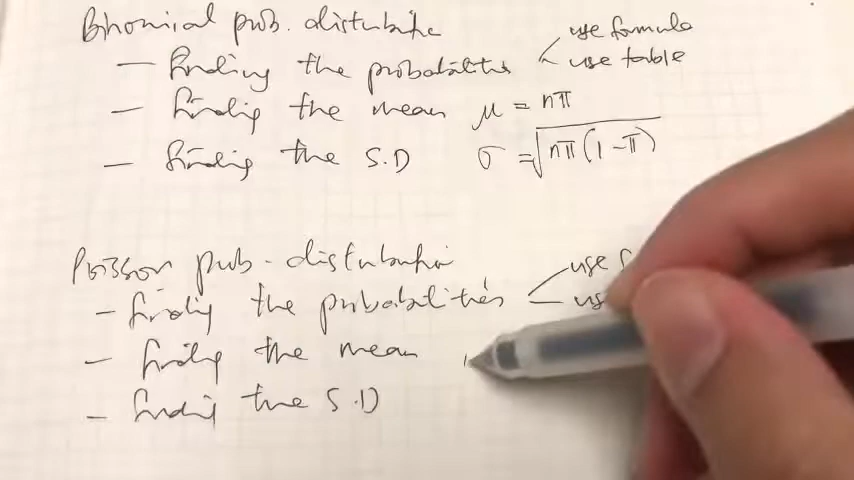 Binomial prob. distribution
use formula
use table
— finding the probabilities
— finding the mean μ = nπ
— finding the S.D σ = √nπ(1-π)
Poisson prob. distribution
use
— finding the probabilities
— finding the mean
— finding the S.D